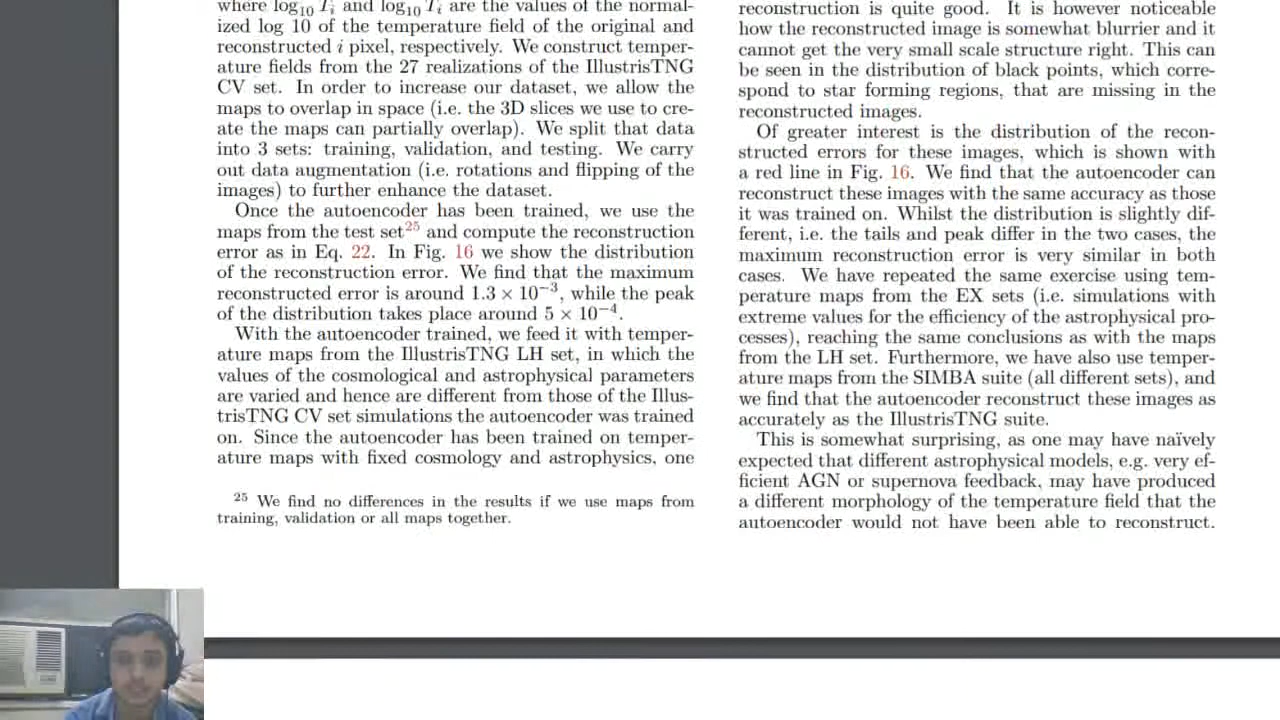 where log10 Ti and log10 Ti are the values of the normal-
ized log 10 of the temperature field of the original and
reconstructed i pixel, respectively. We construct temper-
ature fields from the 27 realizations of the IllustrisTNG
CV set. In order to increase our dataset, we allow the
maps to overlap in space (i.e. the 3D slices we use to cre-
ate the maps can partially overlap). We split that data
into 3 sets: training, validation, and testing. We carry
out data augmentation (i.e. rotations and flipping of the
images) to further enhance the dataset.
Once the autoencoder has been trained, we use the
maps from the test set25 and compute the reconstruction
error as in Eq. 22. In Fig. 16 we show the distribution
of the reconstruction error. We find that the maximum
reconstructed error is around 1.3 × 10−3, while the peak
of the distribution takes place around 5 × 10−4.
With the autoencoder trained, we feed it with temper-
ature maps from the IllustrisTNG LH set, in which the
values of the cosmological and astrophysical parameters
are varied and hence are different from those of the Illus-
trisTNG CV set simulations the autoencoder was trained
on. Since the autoencoder has been trained on temper-
ature maps with fixed cosmology and astrophysics, one
25 We find no differences in the results if we use maps from
training, validation or all maps together.
reconstruction is quite good. It is however noticeable
how the reconstructed image is somewhat blurrier and it
cannot get the very small scale structure right. This can
be seen in the distribution of black points, which corre-
spond to star forming regions, that are missing in the
reconstructed images.
Of greater interest is the distribution of the recon-
structed errors for these images, which is shown with
a red line in Fig. 16. We find that the autoencoder can
reconstruct these images with the same accuracy as those
it was trained on. Whilst the distribution is slightly dif-
ferent, i.e. the tails and peak differ in the two cases, the
maximum reconstruction error is very similar in both
cases. We have repeated the same exercise using tem-
perature maps from the EX sets (i.e. simulations with
extreme values for the efficiency of the astrophysical pro-
cesses), reaching the same conclusions as with the maps
from the LH set. Furthermore, we have also use temper-
ature maps from the SIMBA suite (all different sets), and
we find that the autoencoder reconstruct these images as
accurately as the IllustrisTNG suite.
This is somewhat surprising, as one may have naïvely
expected that different astrophysical models, e.g. very ef-
ficient AGN or supernova feedback, may have produced
a different morphology of the temperature field that the
autoencoder would not have been able to reconstruct.